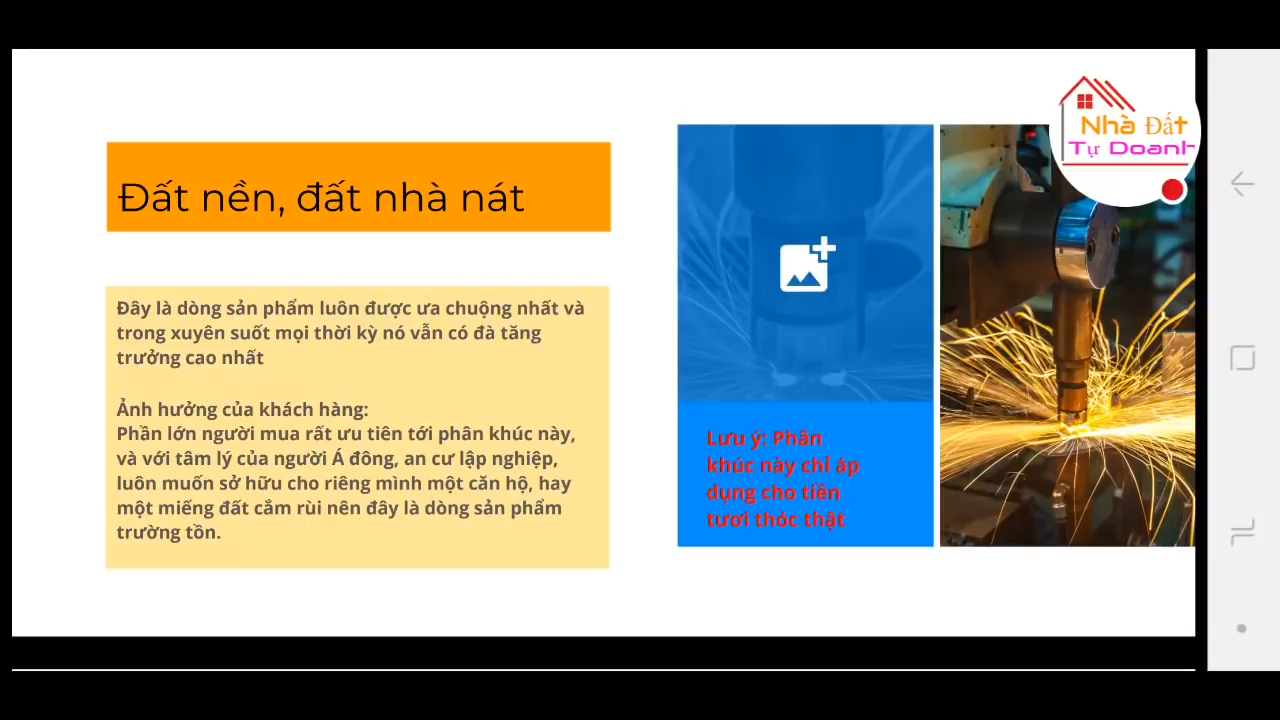 Nhà Đất
Tự Doanh
Đất nền, đất nhà nát
Đây là dòng sản phẩm luôn được ưa chuộng nhất và
trong xuyên suốt mọi thời kỳ nó vẫn có đà tăng
trưởng cao nhất
Ảnh hưởng của khách hàng:
Phần lớn người mua rất ưu tiên tới phân khúc này,
và với tâm lý của người Á đông, an cư lập nghiệp,
luôn muốn sở hữu cho riêng mình một căn hộ, hay
một miếng đất cắm rùi nên đây là dòng sản phẩm
trường tồn.
Lưu ý: Phân
khúc này chỉ áp
dụng cho tiền
tươi thóc thật